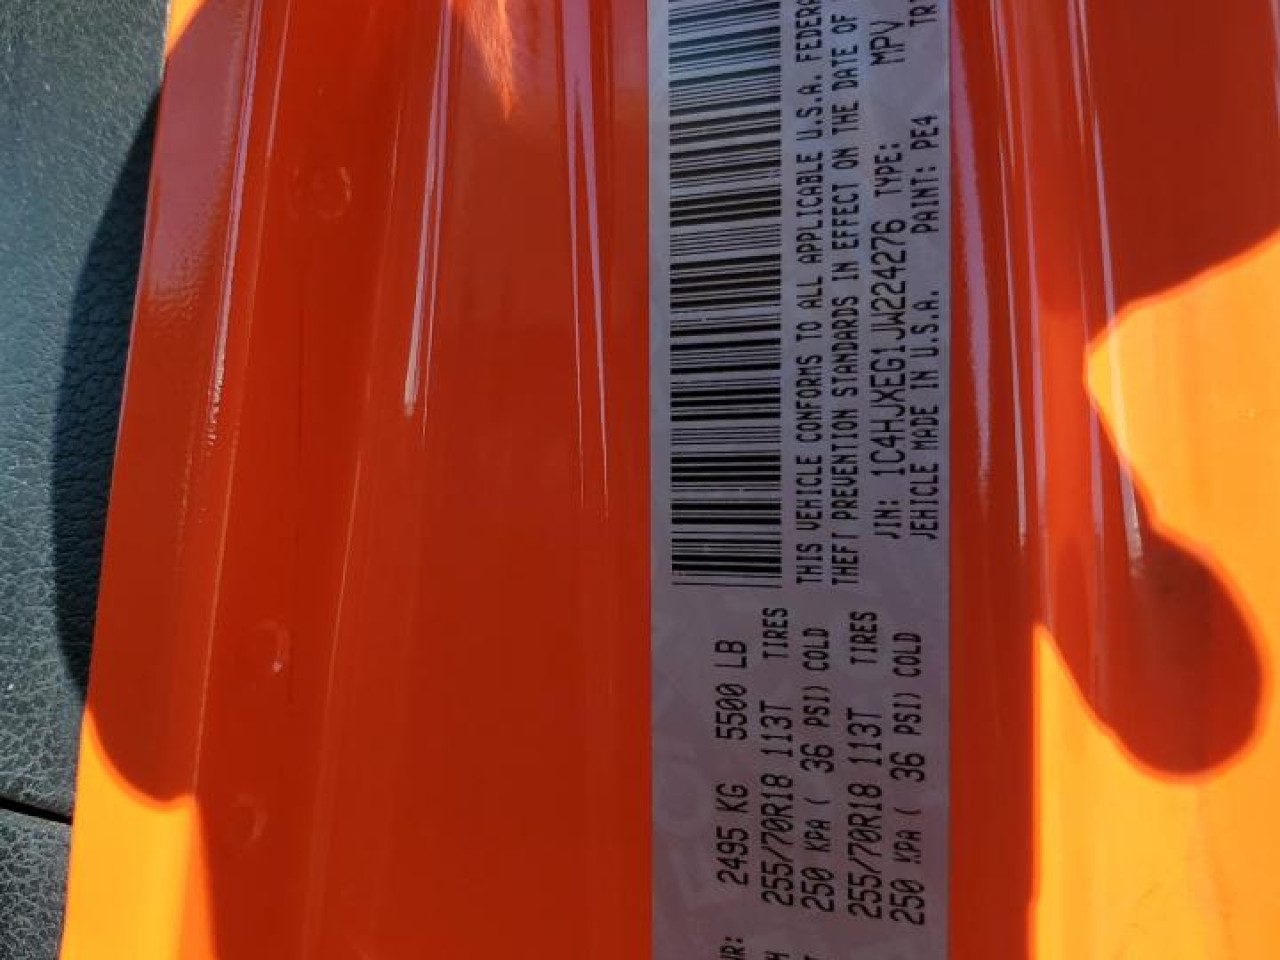 2495 KG 5500 LB
255/70R18 113T TIRES
250 KPA ( 36 PSI) COLD
255/70R18 113T TIRES
250 KPA ( 36 PSI) COLD
THIS VEHICLE CONFORMS TO ALL APPLICABLE U.S.A. FEDERA
THEFT PREVENTION STANDARDS IN EFFECT ON THE DATE OF
JIN: 1C4HJXEG1JW224276 TYPE: MPV
JEHICLE MADE IN U.S.A. PAINT: PE4 TR